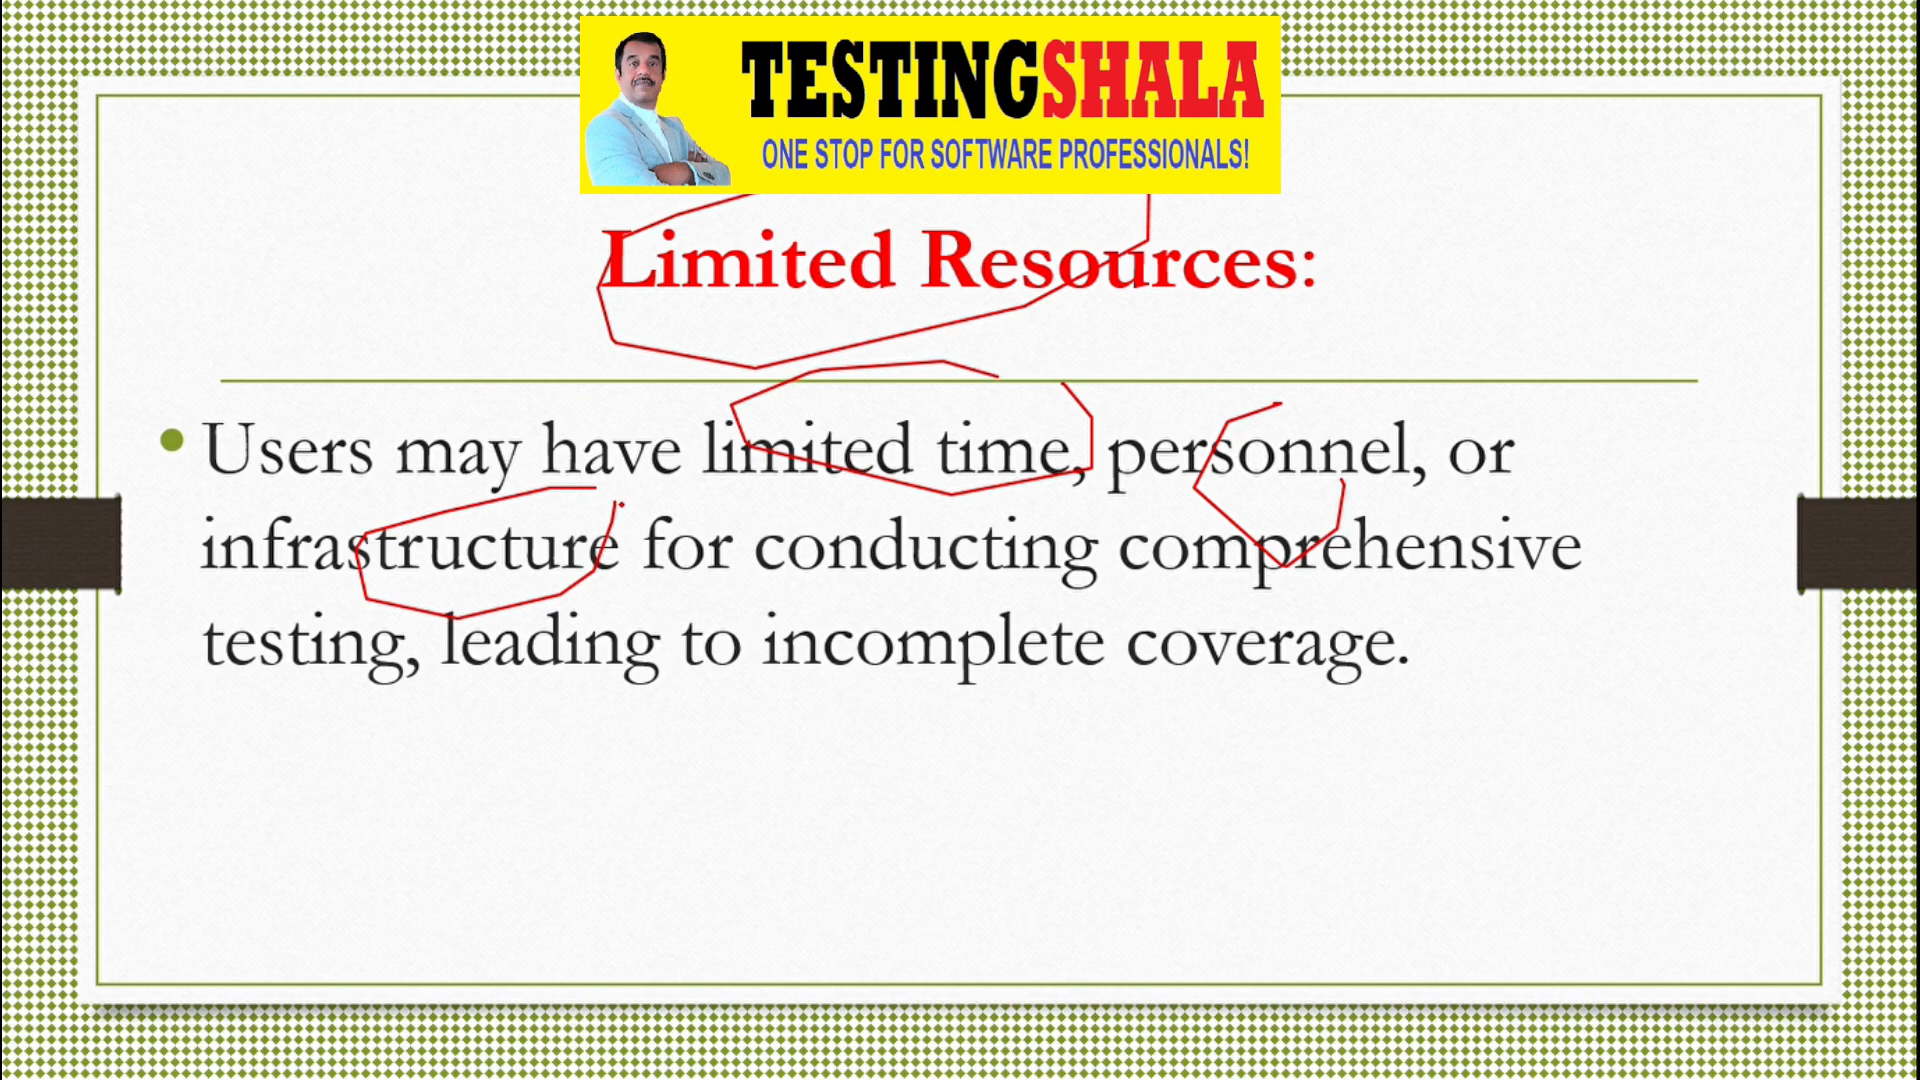 TESTINGSHALA
ONE STOP FOR SOFTWARE PROFESSIONALS!
Limited Resources:
• Users may have limited time, personnel, or
infrastructure for conducting comprehensive
testing, leading to incomplete coverage.